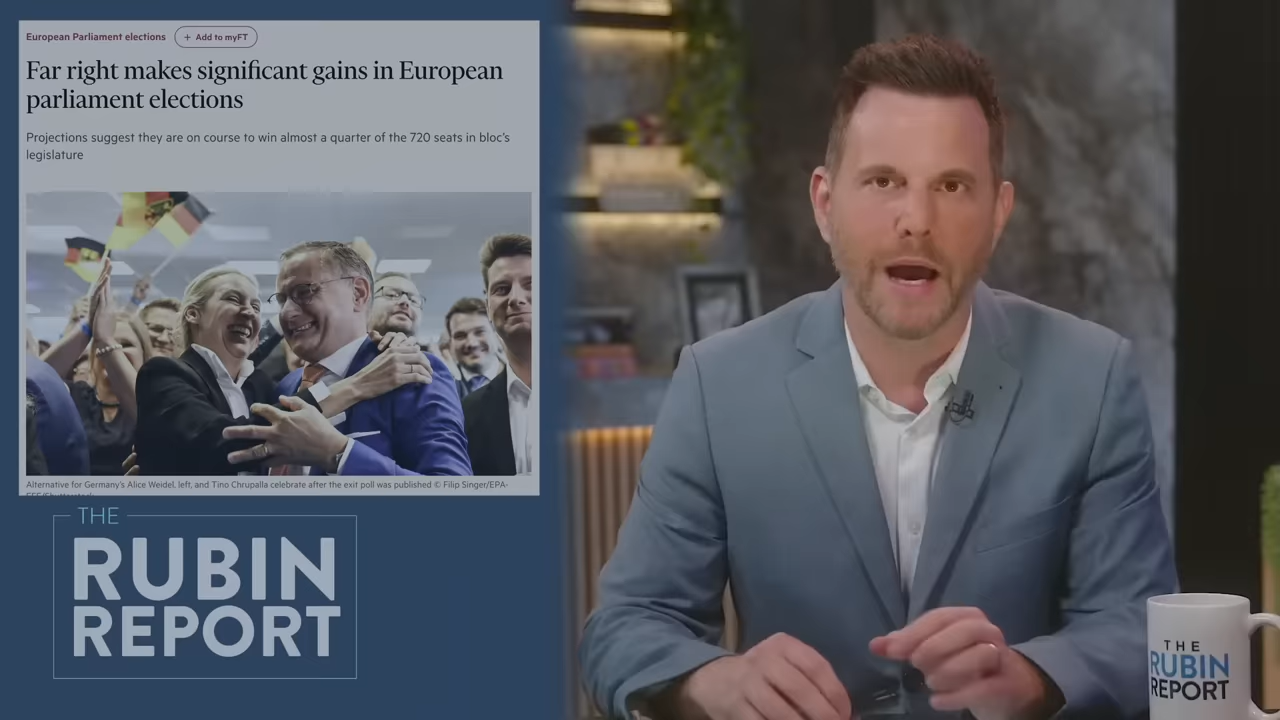 European Parliament elections + Add to myFT
Far right makes significant gains in European
parliament elections
Projections suggest they are on course to win almost a quarter of the 720 seats in bloc's
legislature
Alternative for Germany's Alice Weidel, left, and Tino Chrupalla celebrate after the exit poll was published © Filip Singer/EPA-
THE
RUBIN
REPORT
THE
RUBIN
REPORT